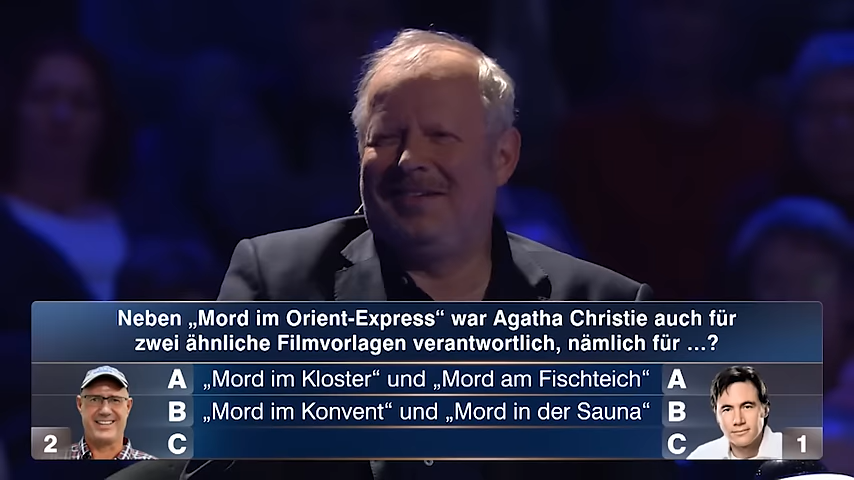 Neben „Mord im Orient-Express“ war Agatha Christie auch für
zwei ähnliche Filmvorlagen verantwortlich, nämlich für ...?
A „Mord im Kloster“ und „Mord am Fischteich“ A
B „Mord im Konvent“ und „Mord in der Sauna“ B
C C
2 1